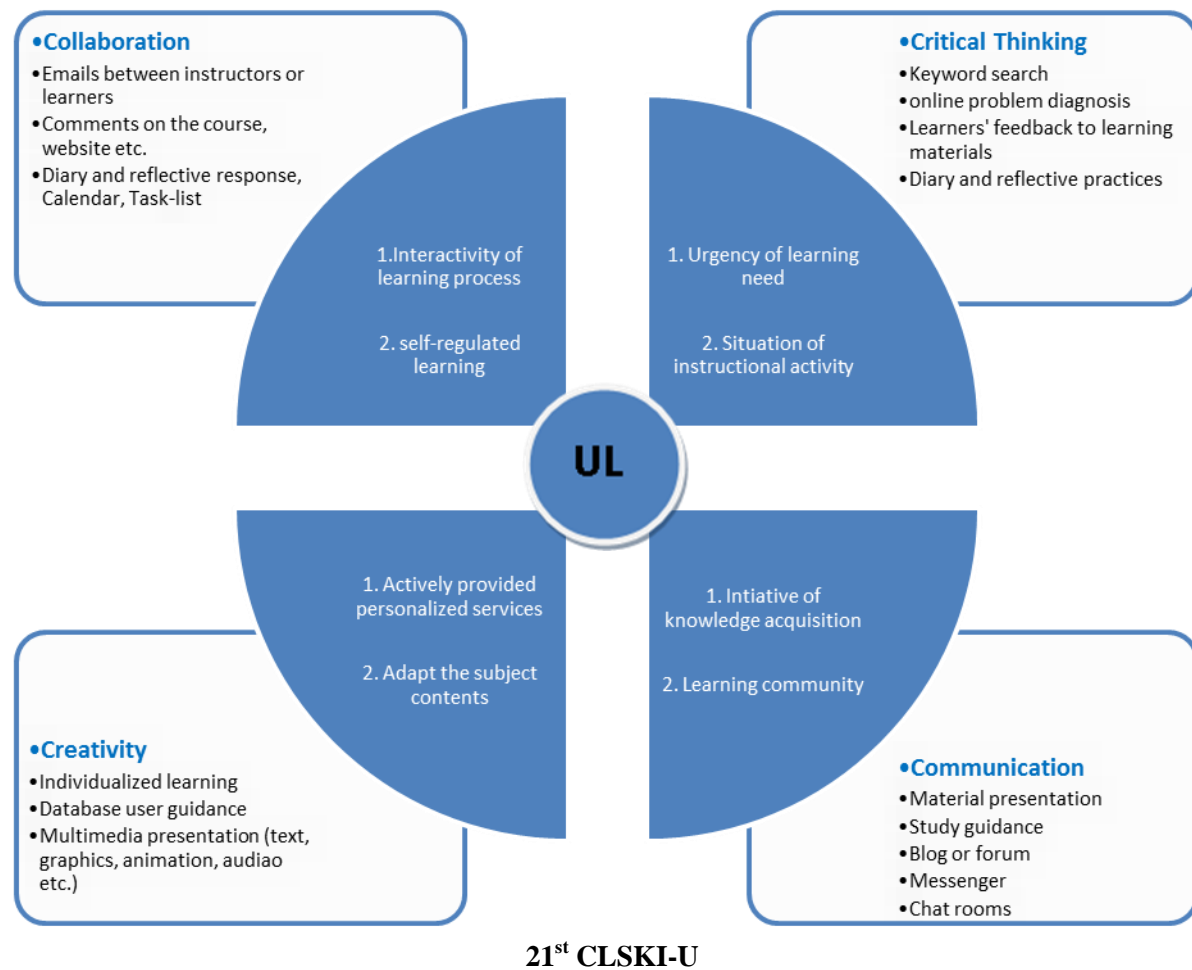 •Collaboration
•Emails between instructors or
learners
•Comments on the course,
website etc.
•Diary and reflective response,
Calendar, Task-list
1.Interactivity of
learning process
2. self-regulated
learning
•Critical Thinking
•Keyword search
•online problem diagnosis
•Learners' feedback to learning
materials
•Diary and reflective practices
1. Urgency of learning
need
2. Situation of
instructional activity
UL
1. Actively provided
personalized services
2. Adapt the subject
contents
•Creativity
•Individualized learning
•Database user guidance
•Multimedia presentation (text,
graphics, animation, audiao
etc.)
1. Intiative of
knowledge acquisition
2. Learning community
•Communication
•Material presentation
•Study guidance
•Blog or forum
•Messenger
•Chat rooms
21st CLSKI-U